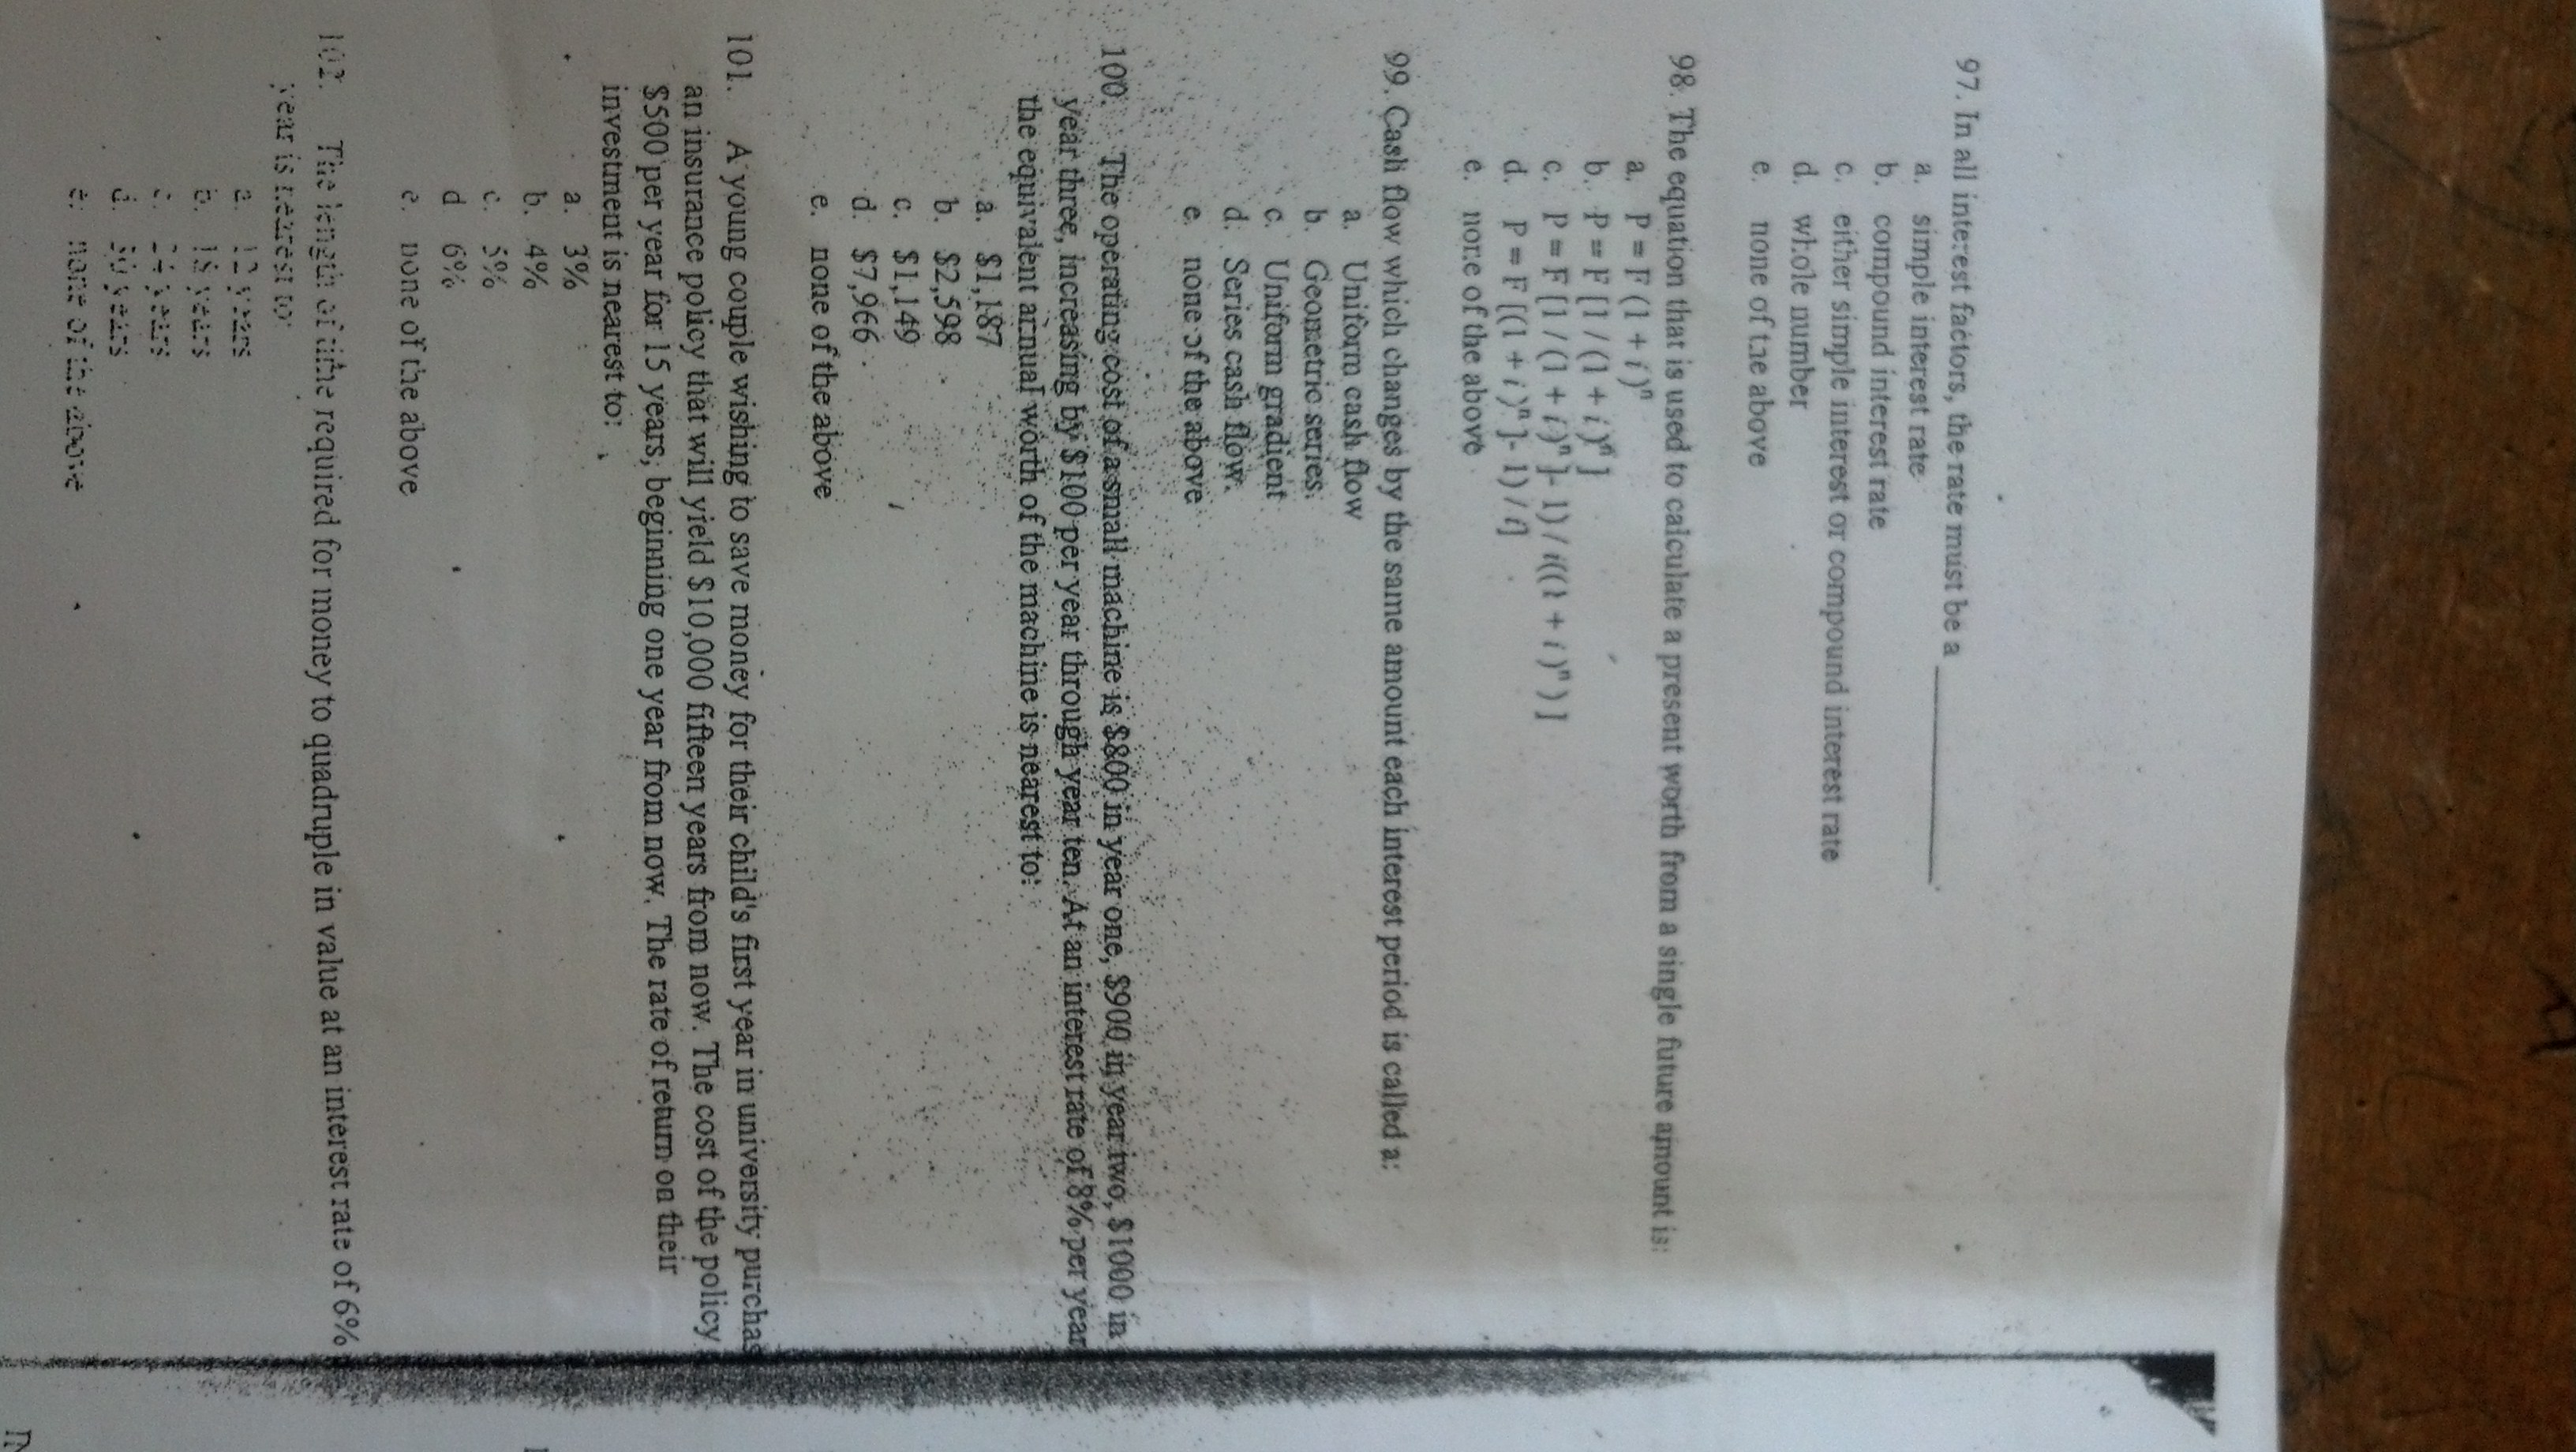 97. In all interest factors, the rate must be a ____________.
a. simple interest rate
b. compound interest rate
c. either simple interest or compound interest rate
d. whole number
e. none of the above
98. The equation that is used to calculate a present worth from a single future amount is:
a. P = F (1 + i)ⁿ
b. P = F [1 / (1 + i)ⁿ ]
c. P = F [1 / (1 + i)ⁿ ]- 1) / i((1 + i )ⁿ ) ]
d. P = F [(1 + i )ⁿ ]- 1) / i]
e. none of the above
99. Cash flow which changes by the same amount each interest period is called a:
a. Uniform cash flow
b. Geometric series.
c. Uniform gradient
d. Series cash flow.
e. none of the above
100. The operating cost of a small machine is $800 in year one, $900 in year two, $1000 in
year three, increasing by $100 per year through year ten. At an interest rate of 8% per year
the equivalent annual worth of the machine is nearest to:
a. $1,187
b. $2,598
c. $1,149
d. $7,966
e. none of the above
101. A young couple wishing to save money for their child's first year in university purchas
an insurance policy that will yield $10,000 fifteen years from now. The cost of the policy
$500 per year for 15 years, beginning one year from now. The rate of return on their
investment is nearest to:
a. 3%
b. 4%
c. 5%
d 6%
e. none of the above
102. The length of time required for money to quadruple in value at an interest rate of 6%
year is nearest to:
a. 12 years
b. 18 years
c. 24 years
d. 30 years
e. none of the above